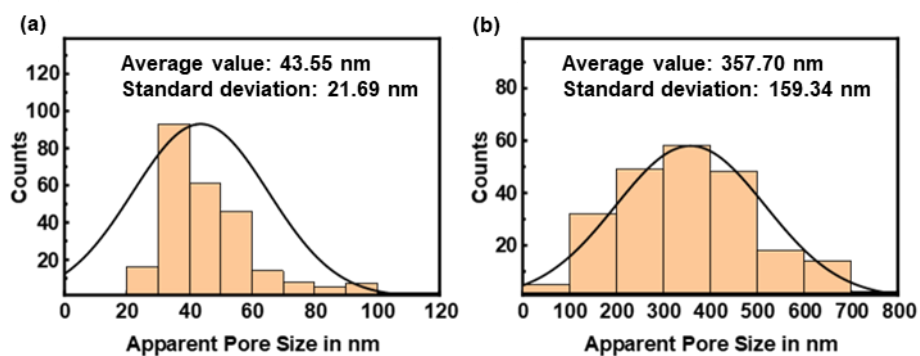 (a)
Average value: 43.55 nm
Standard deviation: 21.69 nm
Counts
120
100
80
60
40
20
0 20 40 60 80 100 120
Apparent Pore Size in nm
(b)
Average value: 357.70 nm
Standard deviation: 159.34 nm
Counts
80
60
40
20
0 100 200 300 400 500 600 700 800
Apparent Pore Size in nm